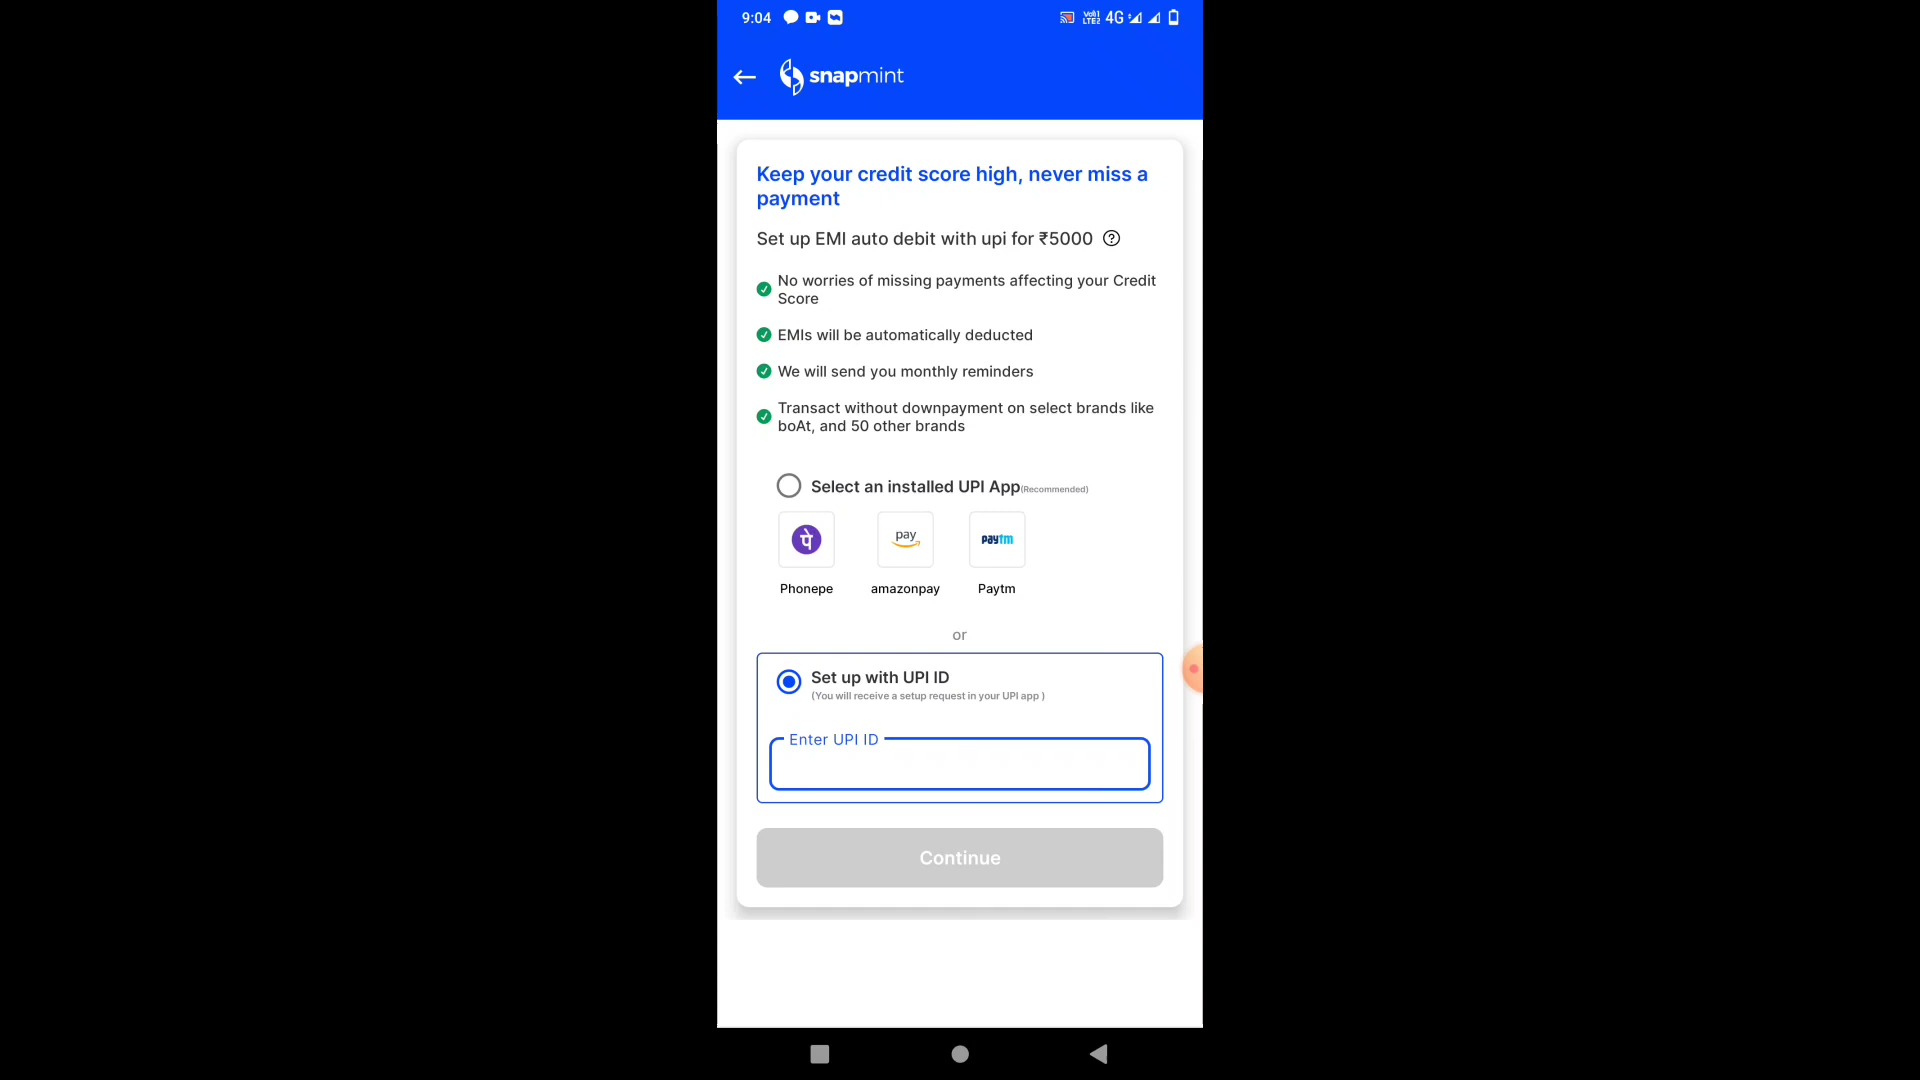 9:04
Vo))1 LTE2 4G
snapmint
Keep your credit score high, never miss a
payment
Set up EMI auto debit with upi for ₹5000 ?
No worries of missing payments affecting your Credit
Score
EMIs will be automatically deducted
We will send you monthly reminders
Transact without downpayment on select brands like
boAt, and 50 other brands
Select an installed UPI App(Recommended)
पे pay paytm
Phonepe amazonpay Paytm
or
Set up with UPI ID
(You will receive a setup request in your UPI app )
Enter UPI ID
Continue